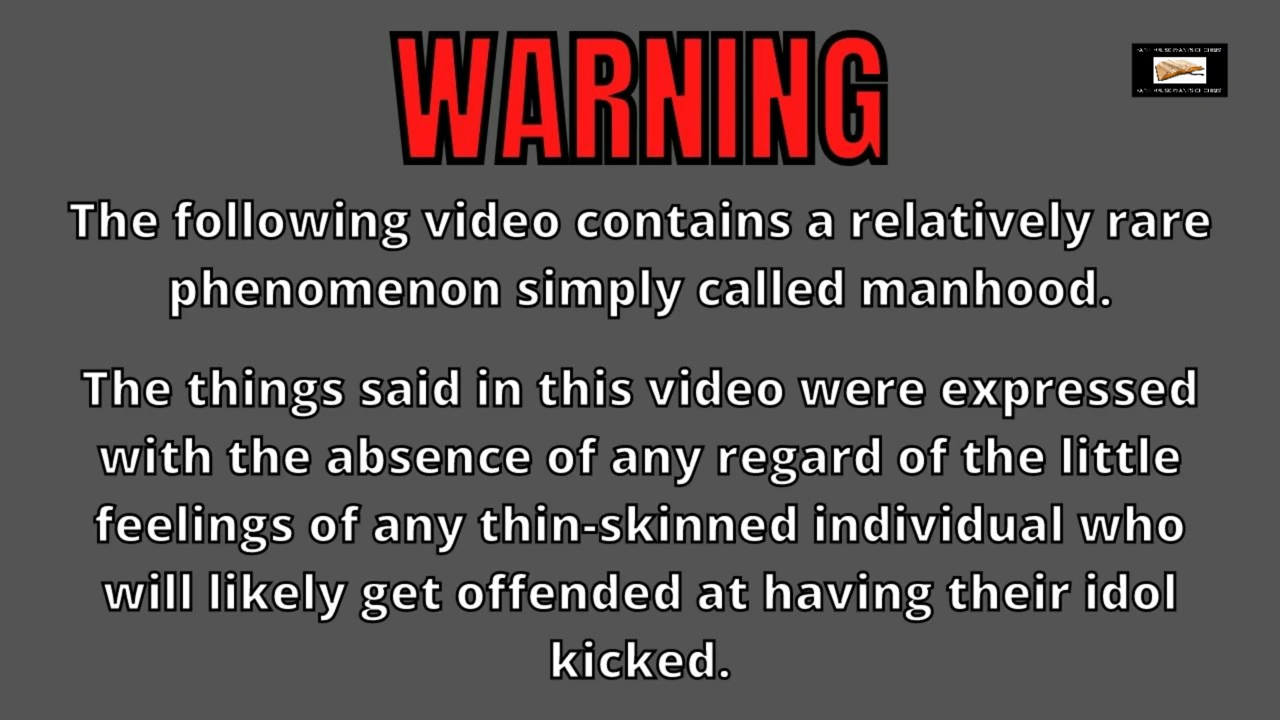 WARNING
The following video contains a relatively rare
phenomenon simply called manhood.
The things said in this video were expressed
with the absence of any regard of the little
feelings of any thin-skinned individual who
will likely get offended at having their idol
kicked.